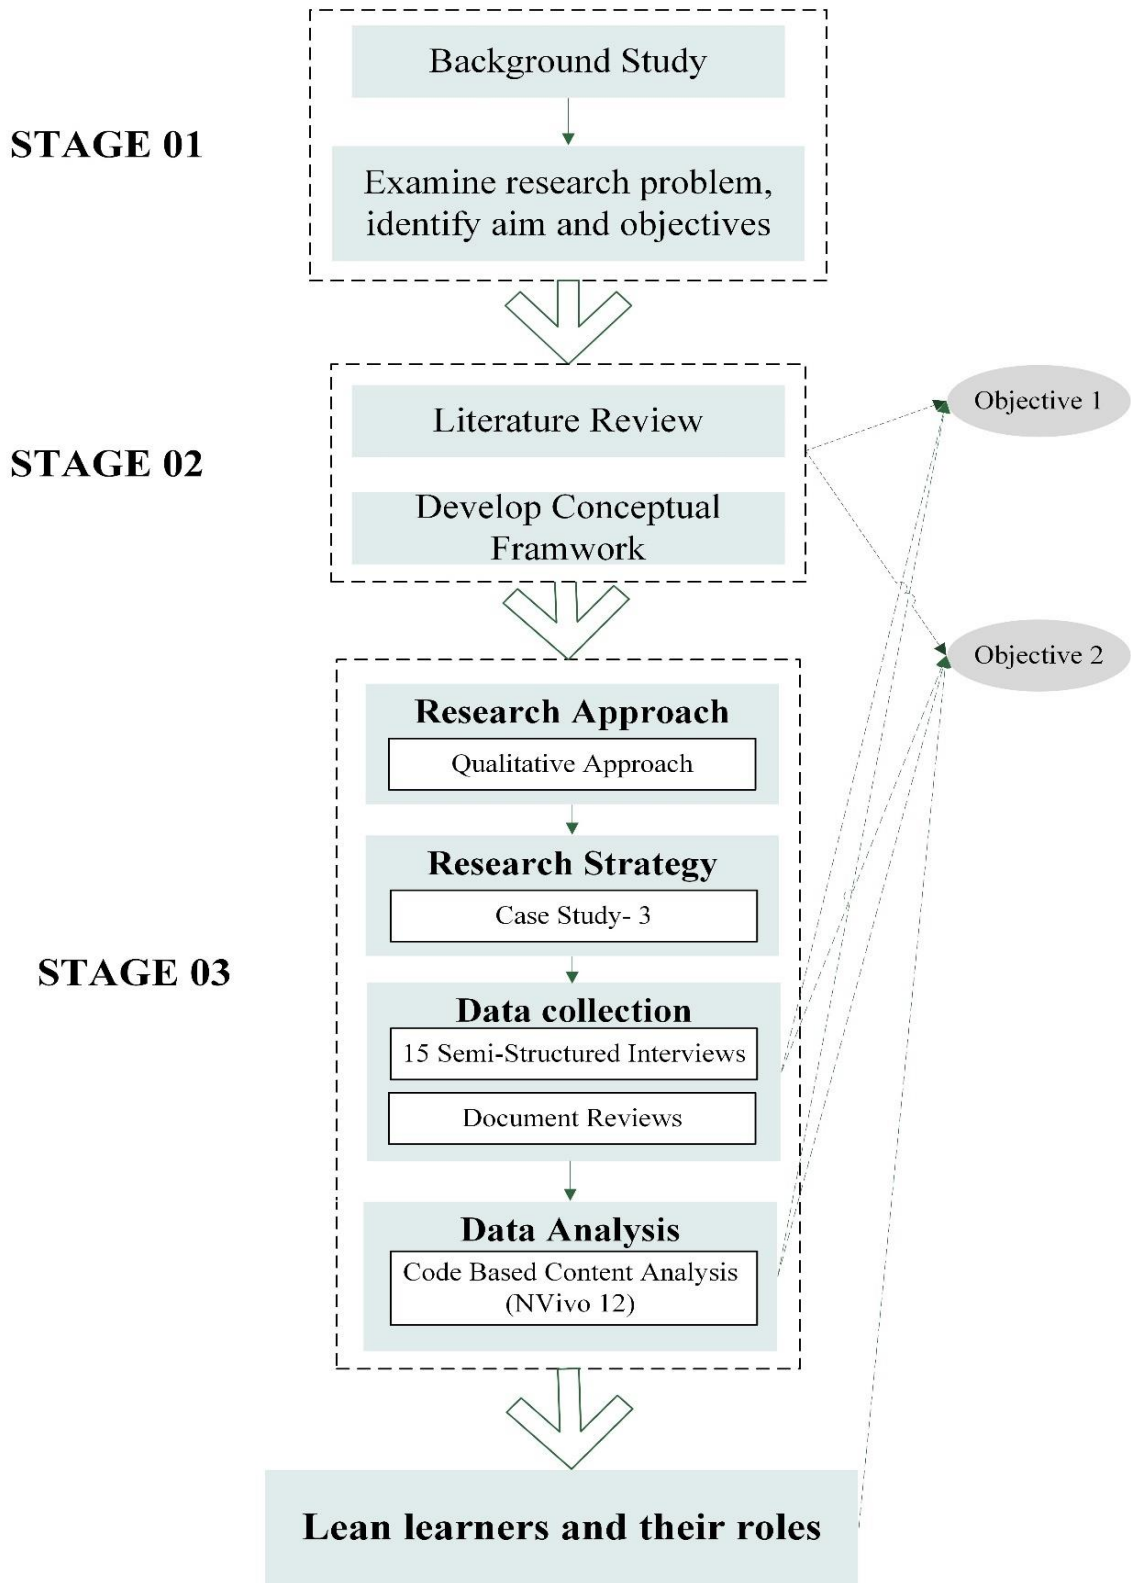 Background Study
STAGE 01
Examine research problem,
identify aim and objectives
Literature Review
Objective 1
STAGE 02
Develop Conceptual
Framwork
Objective 2
Research Approach
Qualitative Approach
Research Strategy
Case Study- 3
STAGE 03
Data collection
15 Semi-Structured Interviews
Document Reviews
Data Analysis
Code Based Content Analysis
(NVivo 12)
Lean learners and their roles